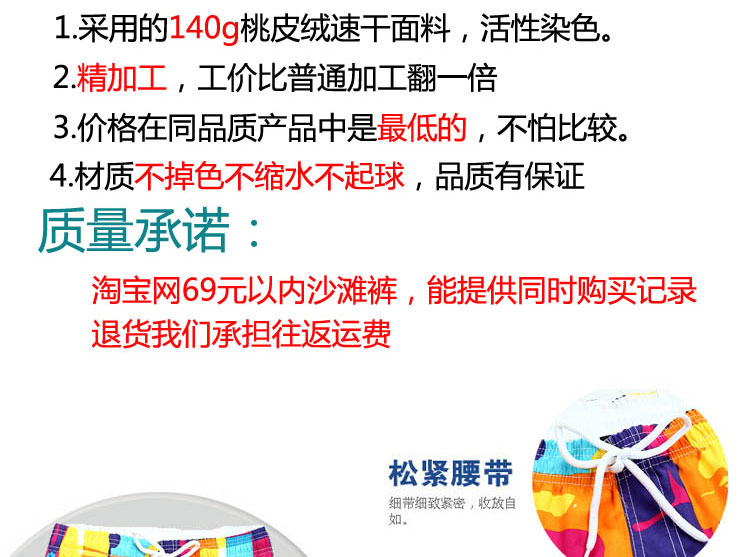 1.采用的140g桃皮绒速干面料，活性染色。
2.精加工，工价比普通加工翻一倍
3.价格在同品质产品中是最低的，不怕比较。
4.材质不掉色不缩水不起球，品质有保证
质量承诺：
淘宝网69元以内沙滩裤，能提供同时购买记录
退货我们承担往返运费
松紧腰带
细带细致紧密，收放自
如。